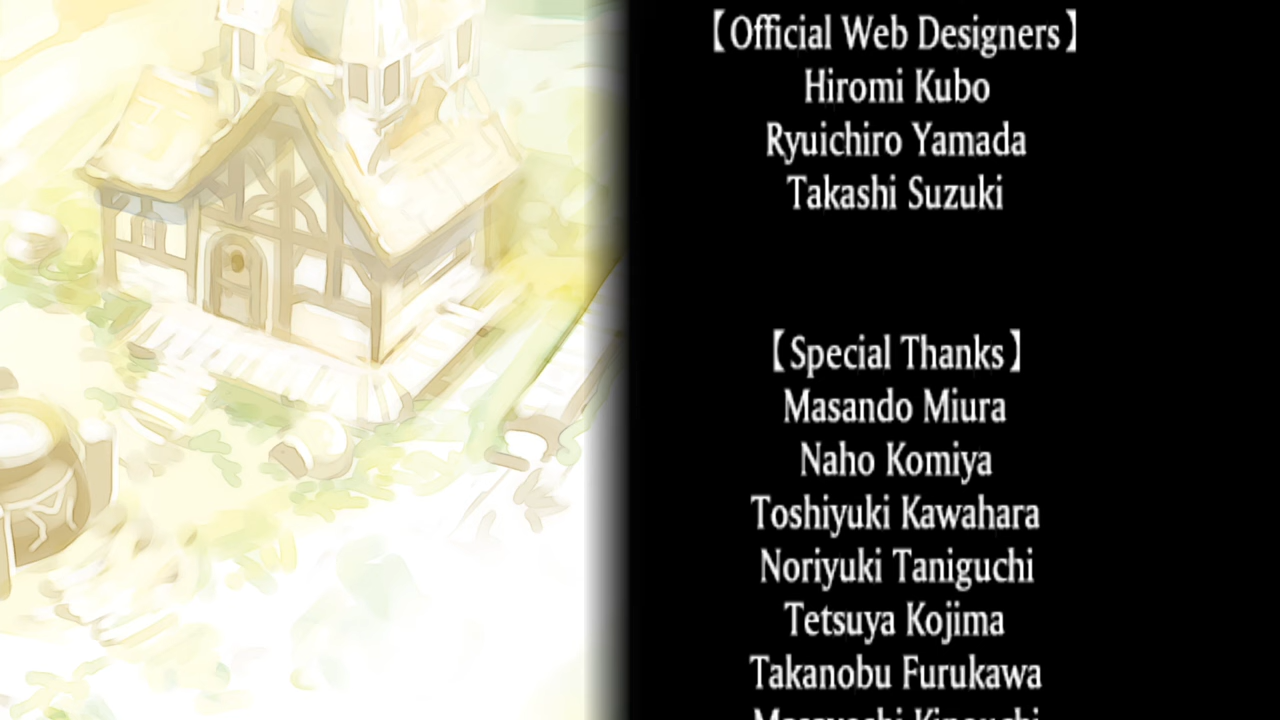 【Official Web Designers】
Hiromi Kubo
Ryuichiro Yamada
Takashi Suzuki
【Special Thanks】
Masando Miura
Naho Komiya
Toshiyuki Kawahara
Noriyuki Taniguchi
Tetsuya Kojima
Takanobu Furukawa